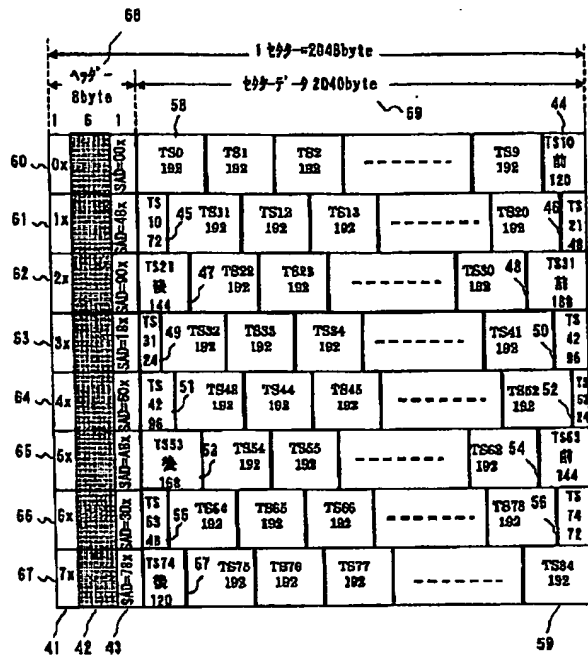 68
1 セクター=2048byte
ヘッダー 8byte
セクターデータ 2040byte
69
1 6 1
58
44
60 0x SAD=00x TS0 192 TS1 192 TS2 192 TS9 192 TS10 前 120
61 1x SAD=48x TS 10 72 45 TS11 192 TS12 192 TS13 192 TS20 192 46 TS 21 48
62 2x SAD=90x TS21 後 144 47 TS22 192 TS23 192 TS30 192 48 TS31 前
63 3x SAD=18x TS 31 24 49 TS32 192 TS33 192 TS34 192 TS41 192 50 TS 42 96
64 4x SAD=60x TS 42 96 51 TS43 192 TS44 192 TS45 192 TS52 192 52 TS 24
65 5x SAD=A8x TS53 後 168 53 TS54 192 TS55 192 TS62 192 54 TS63 前 144
66 6x SAD=30x TS 63 48 55 TS64 192 TS65 192 TS66 192 TS73 192 56 TS 74 72
67 7x SAD=78x TS74 後 120 57 TS75 192 TS76 192 TS77 192 TS84 192
41 42 43
59